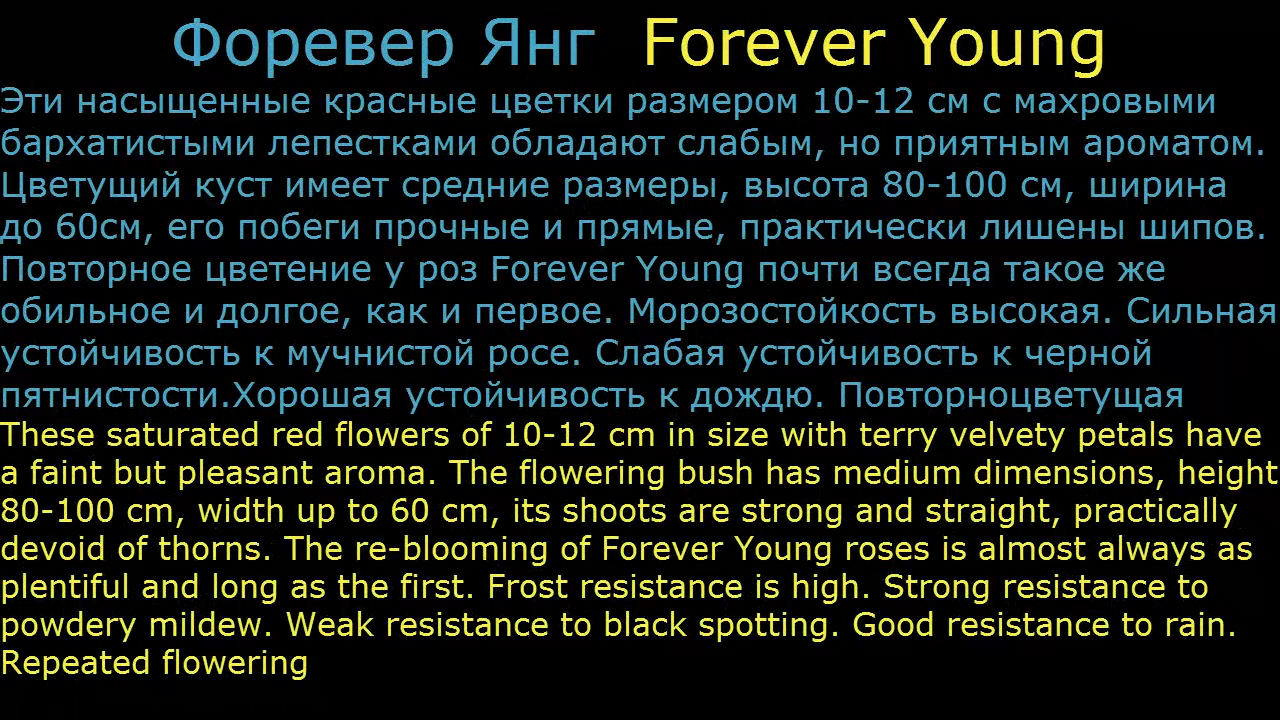 Форевер Янг Forever Young
Эти насыщенные красные цветки размером 10-12 см с махровыми
бархатистыми лепестками обладают слабым, но приятным ароматом.
Цветущий куст имеет средние размеры, высота 80-100 см, ширина
до 60см, его побеги прочные и прямые, практически лишены шипов.
Повторное цветение у роз Forever Young почти всегда такое же
обильное и долгое, как и первое. Морозостойкость высокая. Сильная
устойчивость к мучнистой росе. Слабая устойчивость к черной
пятнистости.Хорошая устойчивость к дождю. Повторноцветущая
These saturated red flowers of 10-12 cm in size with terry velvety petals have
a faint but pleasant aroma. The flowering bush has medium dimensions, height
80-100 cm, width up to 60 cm, its shoots are strong and straight, practically
devoid of thorns. The re-blooming of Forever Young roses is almost always as
plentiful and long as the first. Frost resistance is high. Strong resistance to
powdery mildew. Weak resistance to black spotting. Good resistance to rain.
Repeated flowering